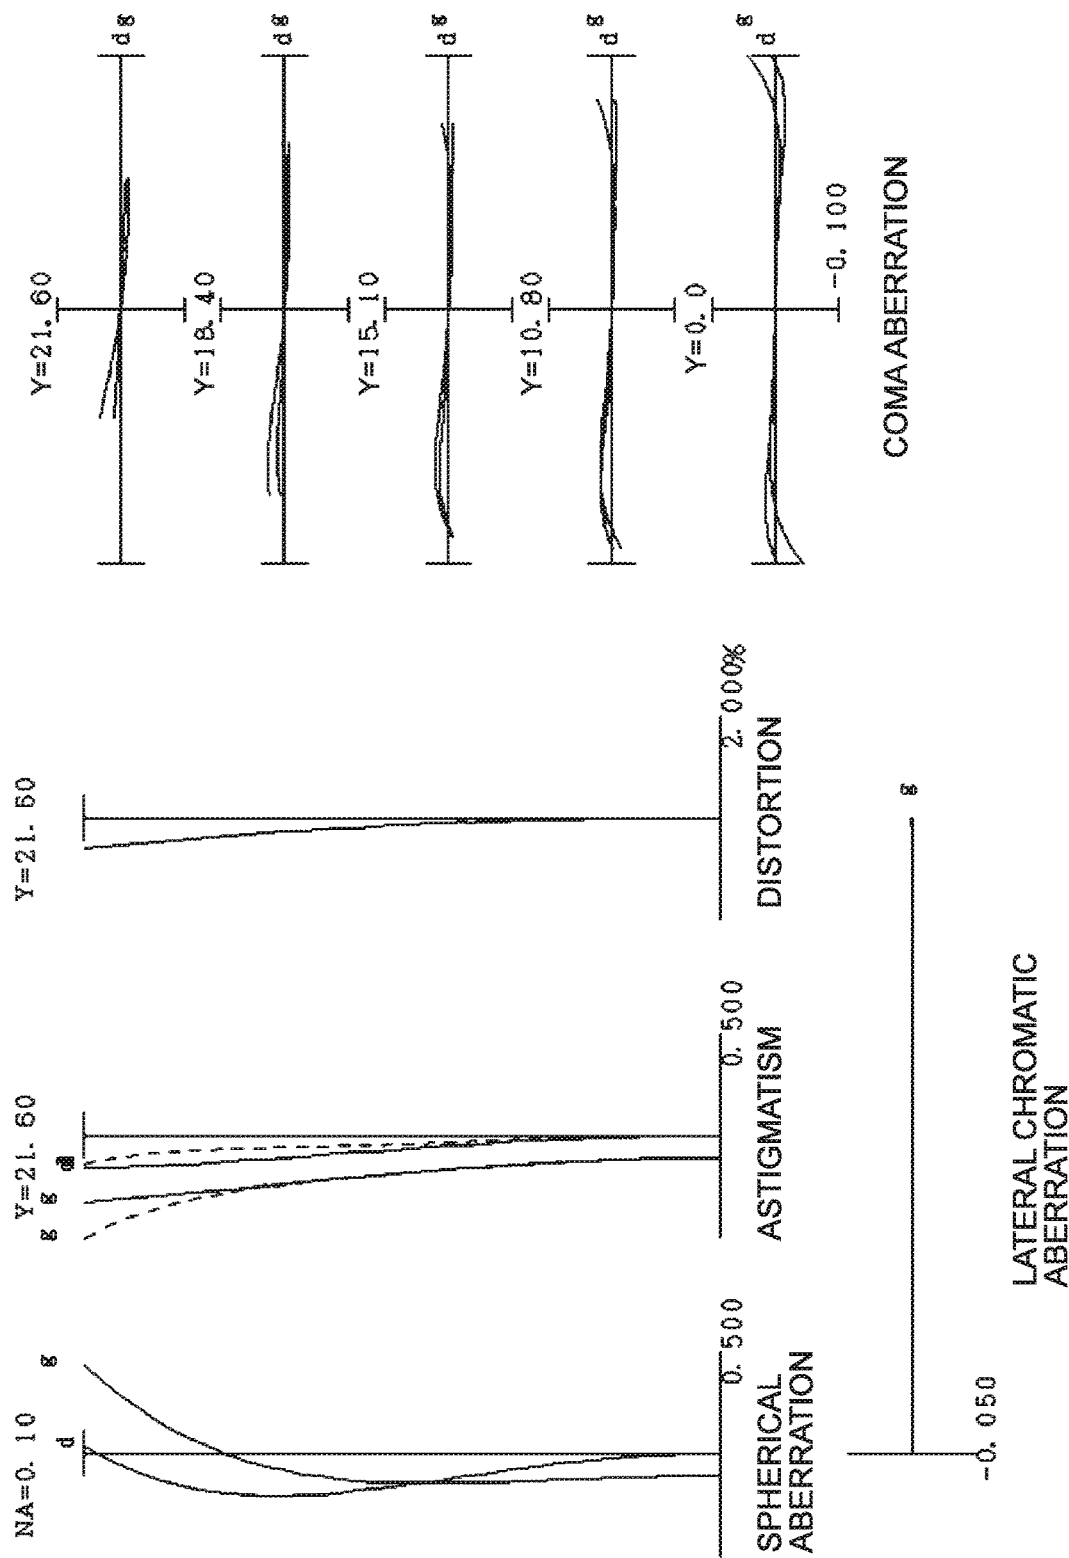 NA=0. 10
d
g
0. 500
SPHERICAL
ABERRATION
Y=21. 60
g
g
d
d
0. 500
ASTIGMATISM
Y=21. 60
2. 000%
DISTORTION
g
-0. 050
LATERAL CHROMATIC
ABERRATION
Y=21. 60
d g
Y=18. 40
d g
Y=15. 10
d g
Y=10. 80
d g
Y=0. 0
d g
-0. 100
COMA ABERRATION